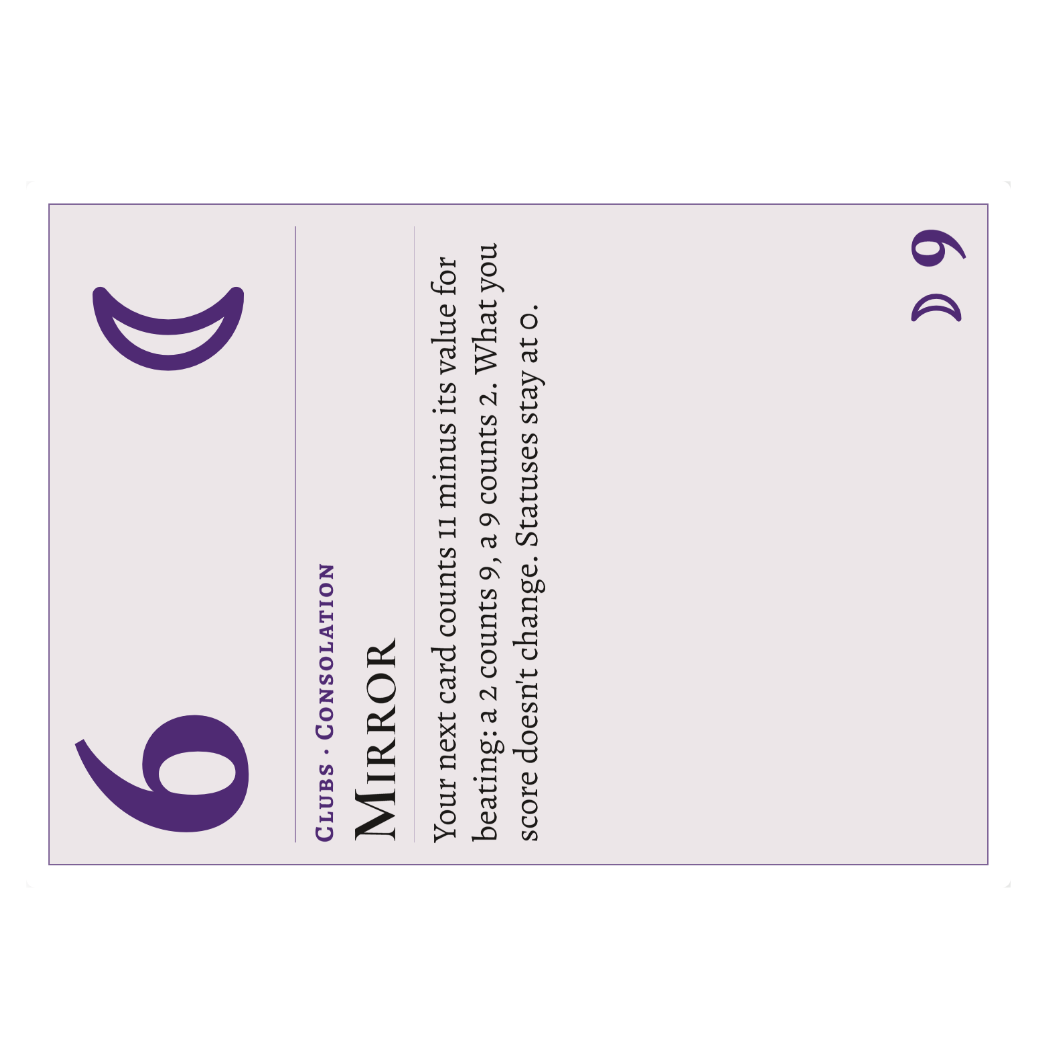 6
Clubs · Consolation
Mirror
Your next card counts 11 minus its value for
beating: a 2 counts 9, a 9 counts 2. What you
score doesn't change. Statuses stay at 0.
6